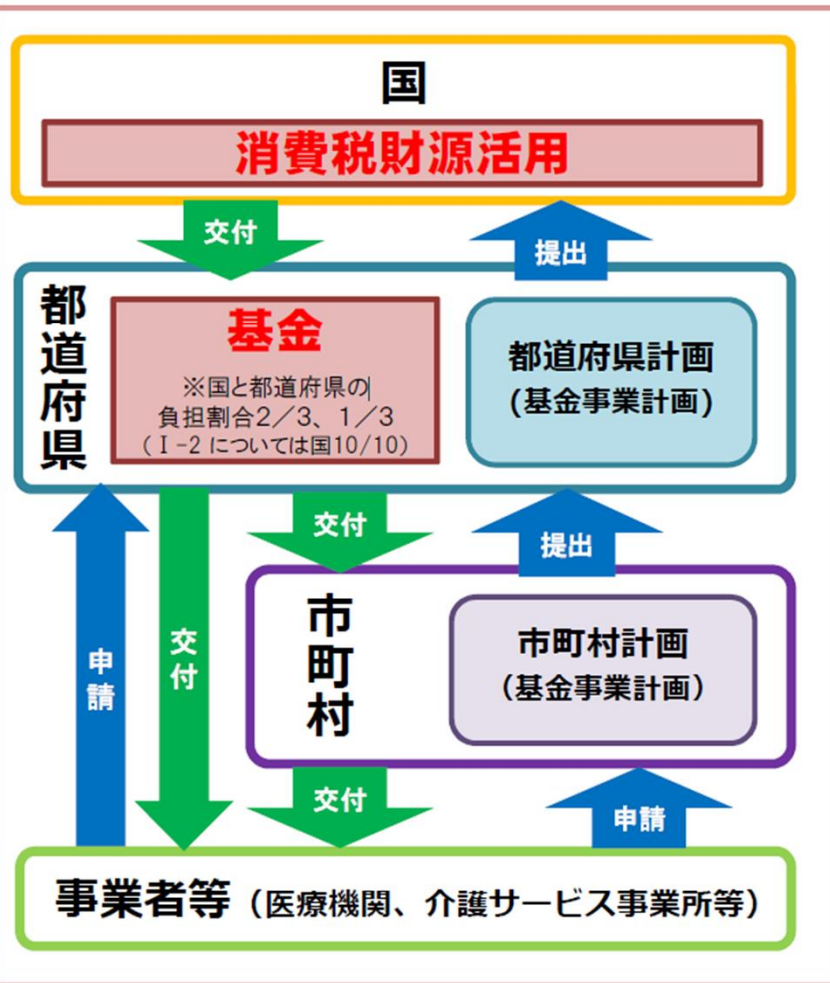 国
消費税財源活用
交付
提出
都道府県
基金
※国と都道府県の
負担割合2/3、1/3
(Ⅰ-2については国10/10)
都道府県計画
(基金事業計画)
交付
提出
申請
交付
市町村
市町村計画
(基金事業計画)
交付
申請
事業者等(医療機関、介護サービス事業所等)